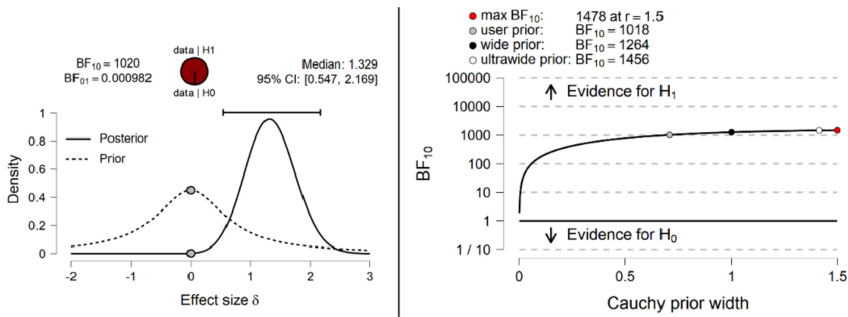 data | H1
BF10 = 1020
BF01 = 0.000982
data | H0
Median: 1.329
95% CI: [0.547, 2.169]
Posterior
Prior
Density
1
0.8
0.6
0.4
0.2
0
-2
-1
0
1
2
3
Effect size δ
max BF10: 1478 at r = 1.5
user prior: BF10 = 1018
wide prior: BF10 = 1264
ultrawide prior: BF10 = 1456
BF10
100000
10000
1000
100
10
1
1 / 10
Evidence for H1
Evidence for H0
0
0.5
1
1.5
Cauchy prior width